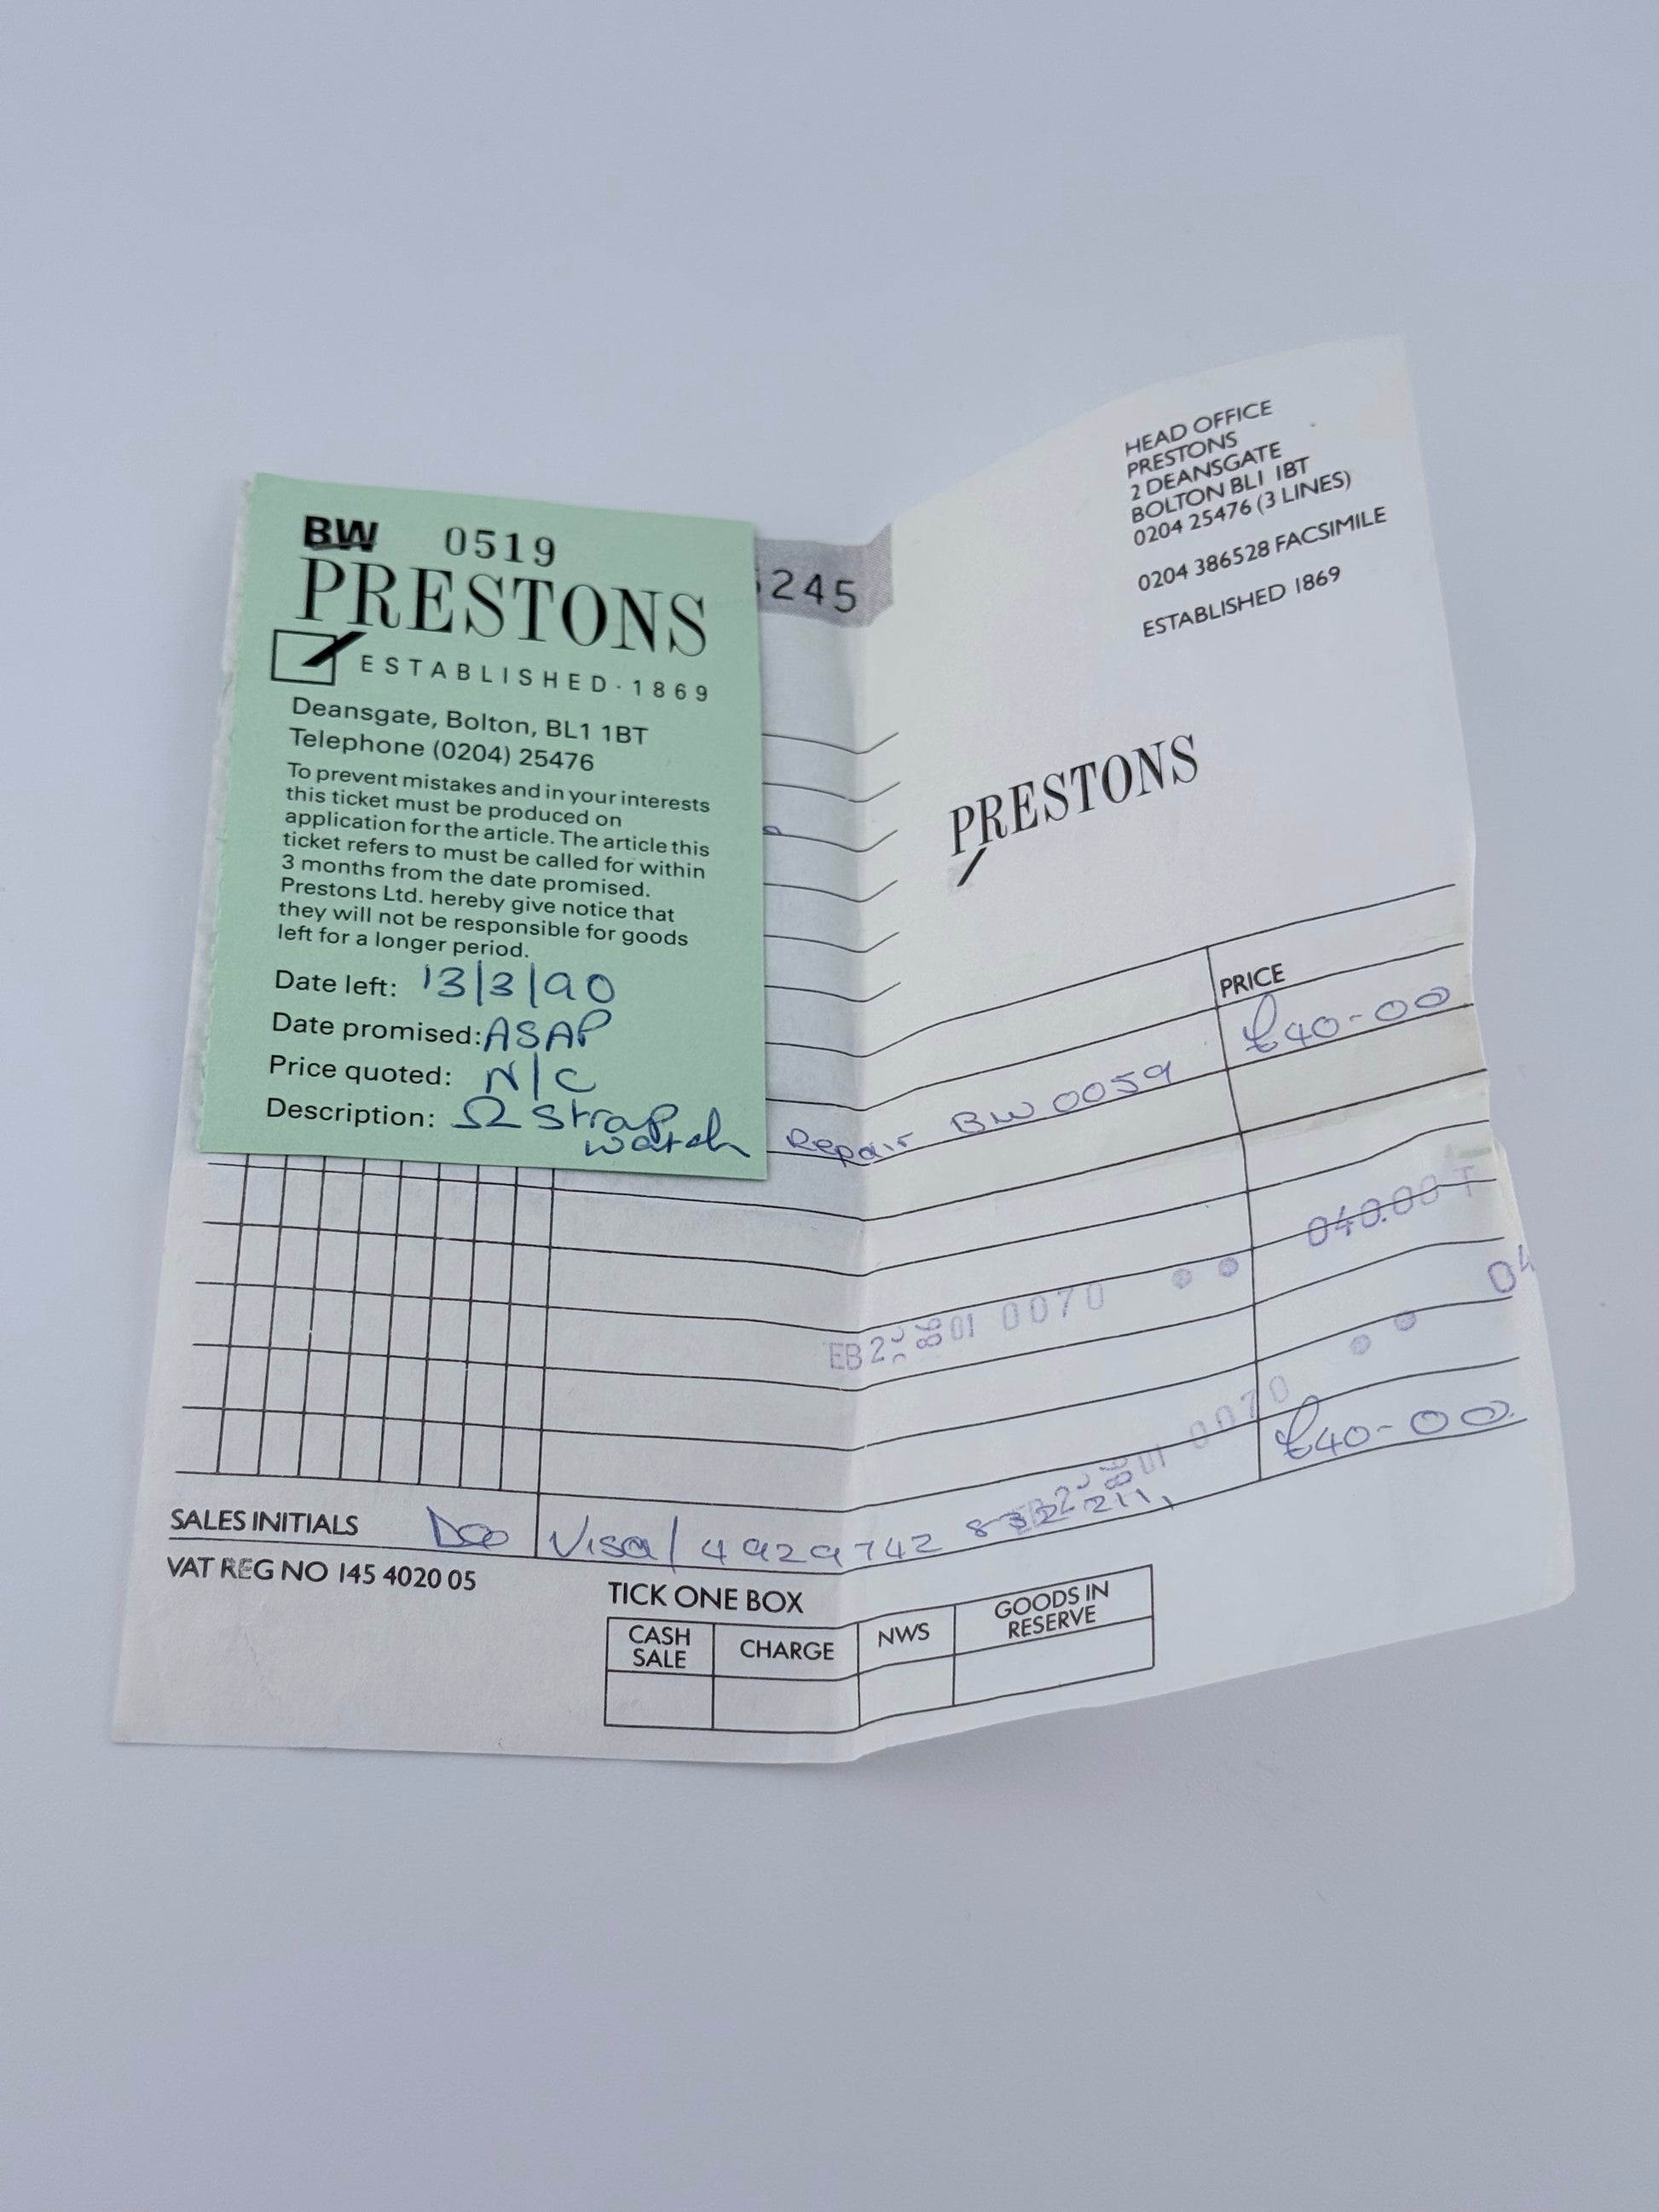 BW 0519
PRESTONS
ESTABLISHED · 1869
Deansgate, Bolton, BL1 1BT
Telephone (0204) 25476
To prevent mistakes and in your interests
this ticket must be produced on
application for the article. The article this
ticket refers to must be called for within
3 months from the date promised.
Prestons Ltd. hereby give notice that
they will not be responsible for goods
left for a longer period.
Date left: 13/3/90
Date promised: ASAP
Price quoted: N/C
Description: Ω Strap
watch
245
HEAD OFFICE
PRESTONS
2 DEANSGATE
BOLTON BL1 1BT
0204 25476 (3 LINES)
0204 386528 FACSIMILE
ESTABLISHED 1869
PRESTONS
PRICE
Repair BW 0059 £40-00
040.00 T
EB2 01 0070
04
01 0070
£40-00
SALES INITIALS
Visa/ 4929742
VAT REG NO 145 4020 05
TICK ONE BOX
CASH
SALE
CHARGE
NWS
GOODS IN
RESERVE